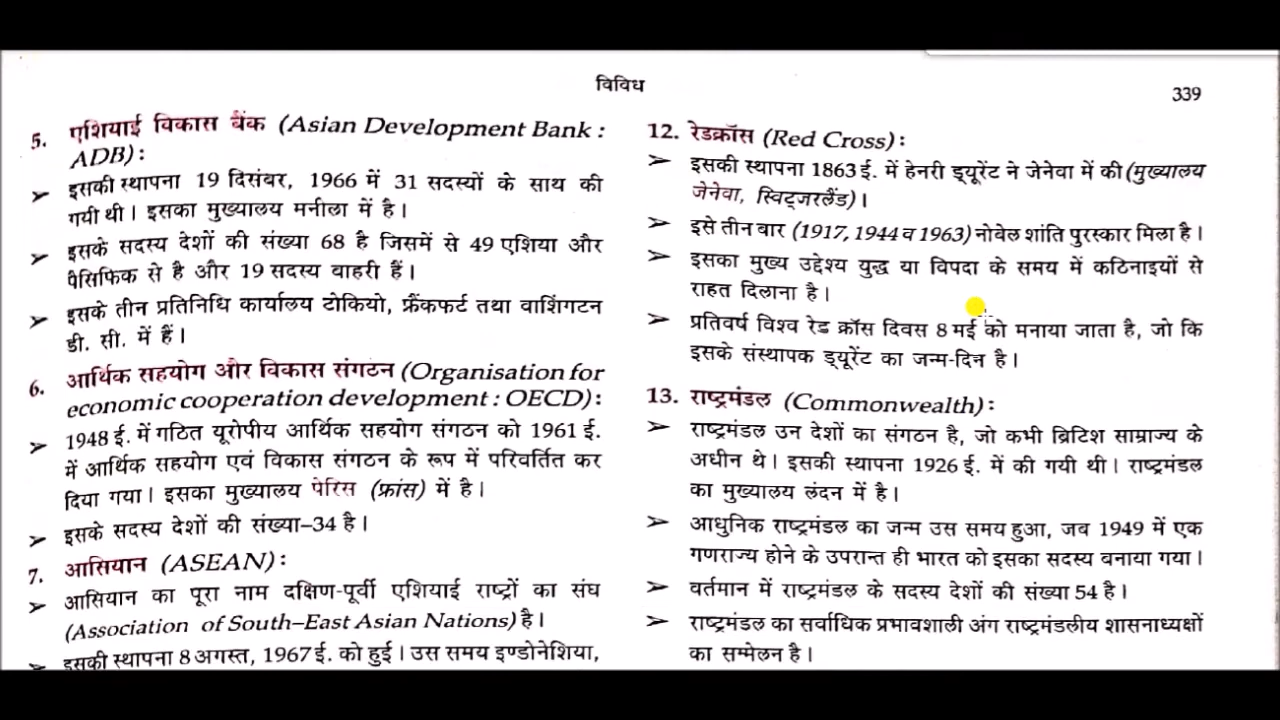 विविध
339
5. एशियाई विकास बैंक (Asian Development Bank :
ADB) :
➤ इसकी स्थापना 19 दिसंबर, 1966 में 31 सदस्यों के साथ की
गयी थी। इसका मुख्यालय मनीला में है।
➤ इसके सदस्य देशों की संख्या 68 है जिसमें से 49 एशिया और
पैसिफिक से है और 19 सदस्य वाहरी हैं।
➤ इसके तीन प्रतिनिधि कार्यालय टोकियो, फ्रैंकफर्ट तथा वाशिंगटन
डी. सी. में हैं।
6. आर्थिक सहयोग और विकास संगठन (Organisation for
economic cooperation development : OECD) :
➤ 1948 ई. में गठित यूरोपीय आर्थिक सहयोग संगठन को 1961 ई.
में आर्थिक सहयोग एवं विकास संगठन के रूप में परिवर्तित कर
दिया गया। इसका मुख्यालय पेरिस (फ्रांस) में है।
➤ इसके सदस्य देशों की संख्या–34 है।
7. आसियान (ASEAN) :
➤ आसियान का पूरा नाम दक्षिण-पूर्वी एशियाई राष्ट्रों का संघ
(Association of South–East Asian Nations) है।
➤ इसकी स्थापना 8 अगस्त, 1967 ई. को हुई। उस समय इण्डोनेशिया,
12. रेडक्रॉस (Red Cross) :
➤ इसकी स्थापना 1863 ई. में हेनरी ड्यूरेंट ने जेनेवा में की (मुख्यालय
जेनेवा, स्विट्जरलैंड)।
➤ इसे तीन बार (1917, 1944 व 1963) नोबेल शांति पुरस्कार मिला है।
➤ इसका मुख्य उद्देश्य युद्ध या विपदा के समय में कठिनाइयों से
राहत दिलाना है।
➤ प्रतिवर्ष विश्व रेड क्रॉस दिवस 8 मई को मनाया जाता है, जो कि
इसके संस्थापक ड्यूरेंट का जन्म-दिन है।
13. राष्ट्रमंडल (Commonwealth) :
➤ राष्ट्रमंडल उन देशों का संगठन है, जो कभी ब्रिटिश साम्राज्य के
अधीन थे। इसकी स्थापना 1926 ई. में की गयी थी। राष्ट्रमंडल
का मुख्यालय लंदन में है।
➤ आधुनिक राष्ट्रमंडल का जन्म उस समय हुआ, जब 1949 में एक
गणराज्य होने के उपरान्त ही भारत को इसका सदस्य बनाया गया।
➤ वर्तमान में राष्ट्रमंडल के सदस्य देशों की संख्या 54 है।
➤ राष्ट्रमंडल का सर्वाधिक प्रभावशाली अंग राष्ट्रमंडलीय शासनाध्यक्षों
का सम्मेलन है।